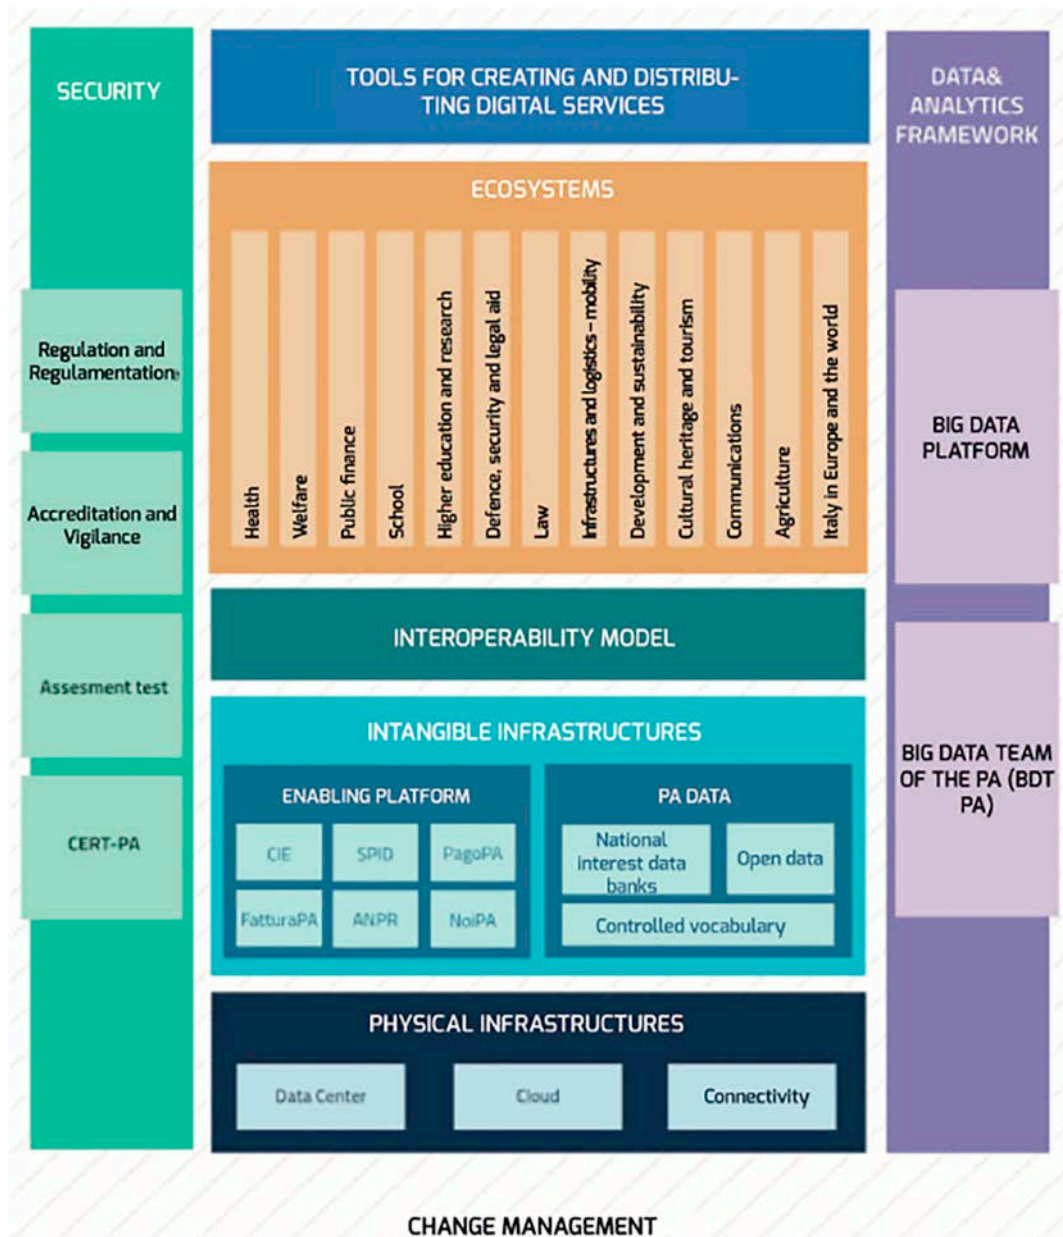 SECURITY
Regulation and
Regulamentatione
Accreditation and
Vigilance
Assesment test
CERT-PA
TOOLS FOR CREATING AND DISTRIBU-
TING DIGITAL SERVICES
ECOSYSTEMS
Health
Welfare
Public finance
School
Higher education and research
Defence, security and legal aid
Law
Infrastructures and logistics – mobility
Development and sustainability
Cultural heritage and tourism
Communications
Agriculture
Italy in Europe and the world
INTEROPERABILITY MODEL
INTANGIBLE INFRASTRUCTURES
ENABLING PLATFORM
CIE
SPID
PagoPA
FatturaPA
ANPR
NoiPA
PA DATA
National
interest data
banks
Open data
Controlled vocabulary
PHYSICAL INFRASTRUCTURES
Data Center
Cloud
Connectivity
DATA&
ANALYTICS
FRAMEWORK
BIG DATA
PLATFORM
BIG DATA TEAM
OF THE PA (BDT
PA)
CHANGE MANAGEMENT